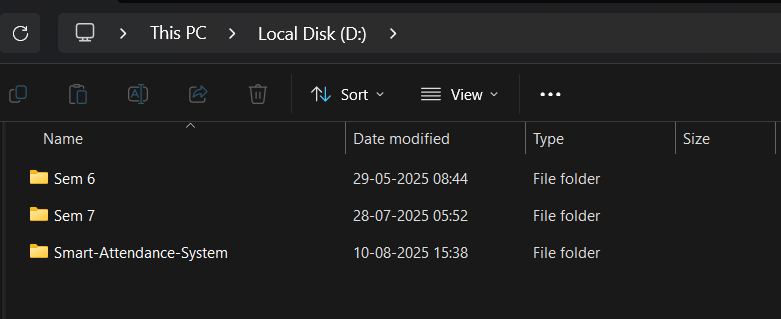 This PC Local Disk (D:)
Sort View
Name Date modified Type Size
Sem 6 29-05-2025 08:44 File folder
Sem 7 28-07-2025 05:52 File folder
Smart-Attendance-System 10-08-2025 15:38 File folder